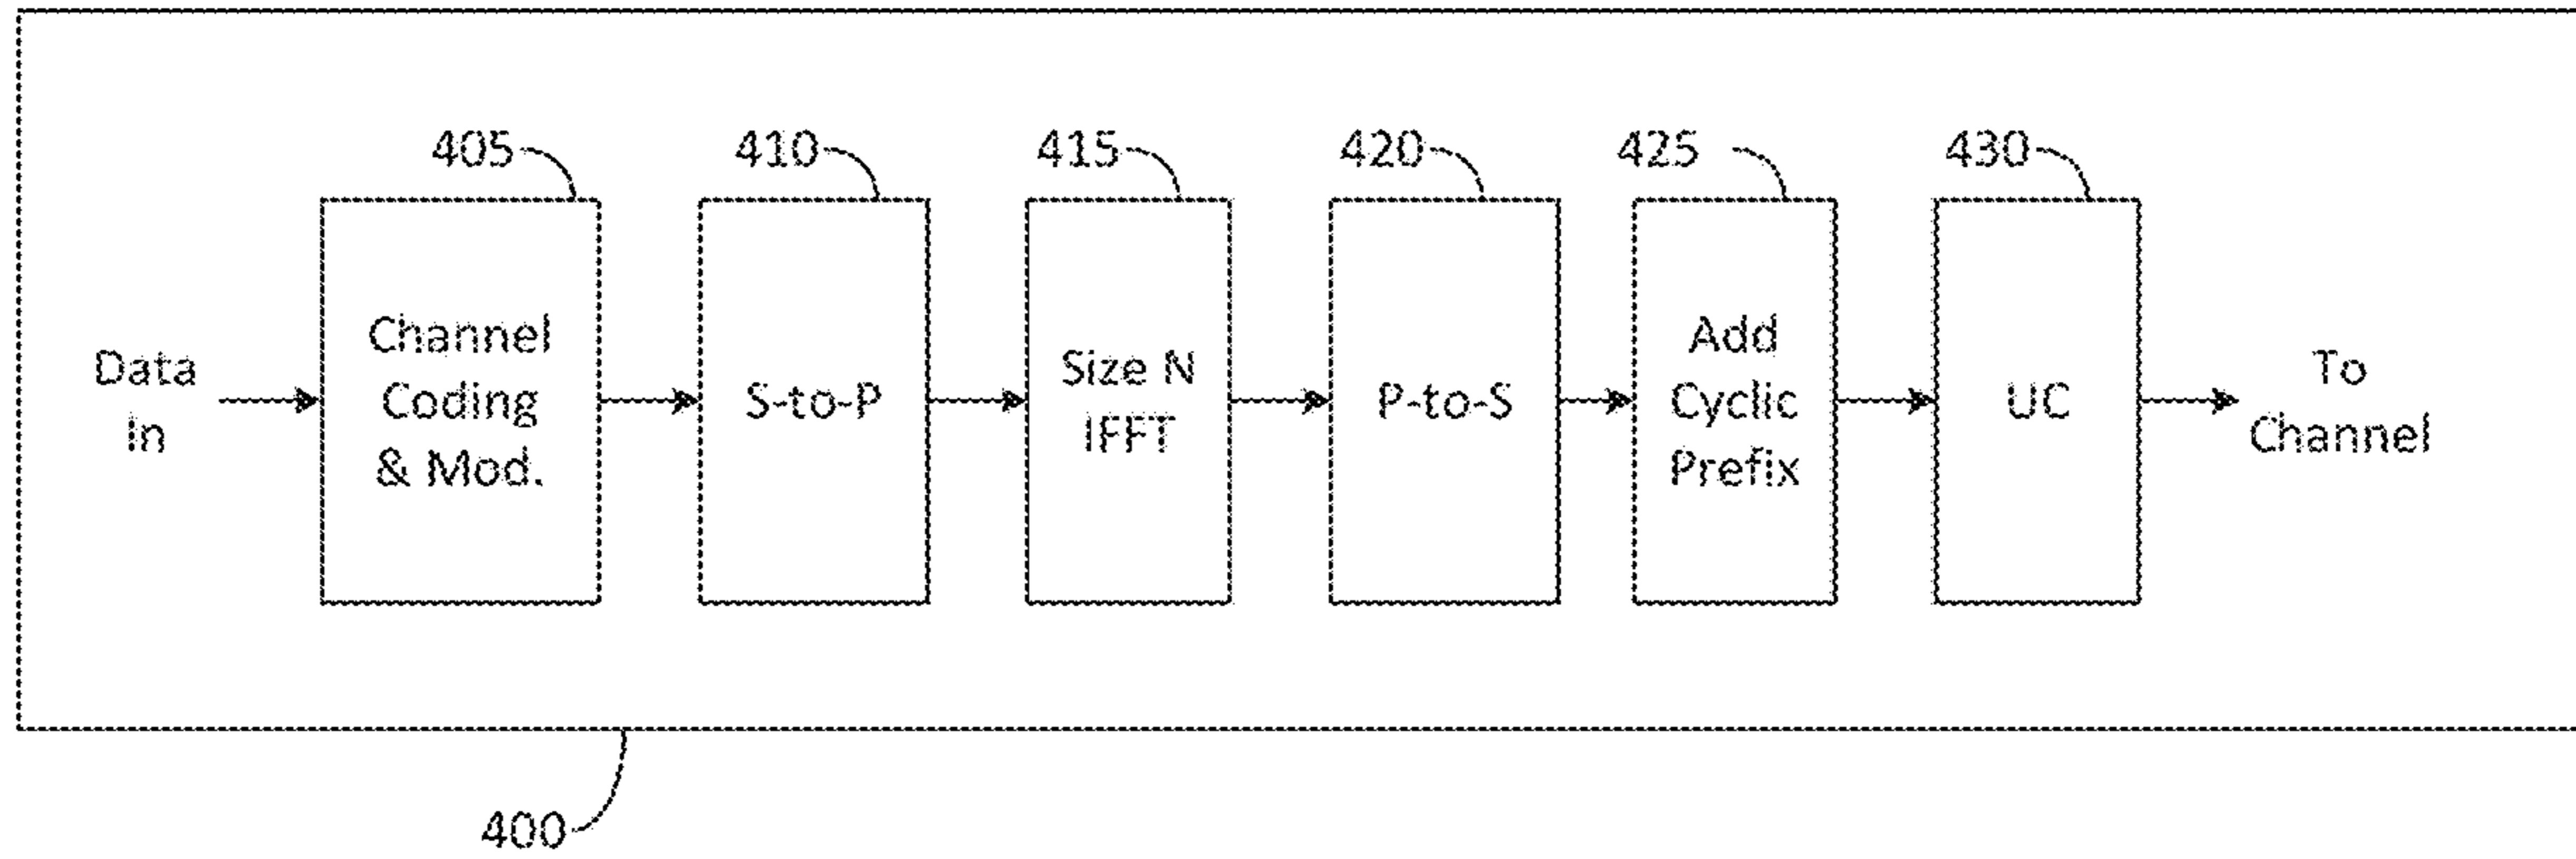 405
410
415
420
425
430
Data
In
Channel
Coding
& Mod.
S-to-P
Size N
IFFT
P-to-S
Add
Cyclic
Prefix
UC
To
Channel
400